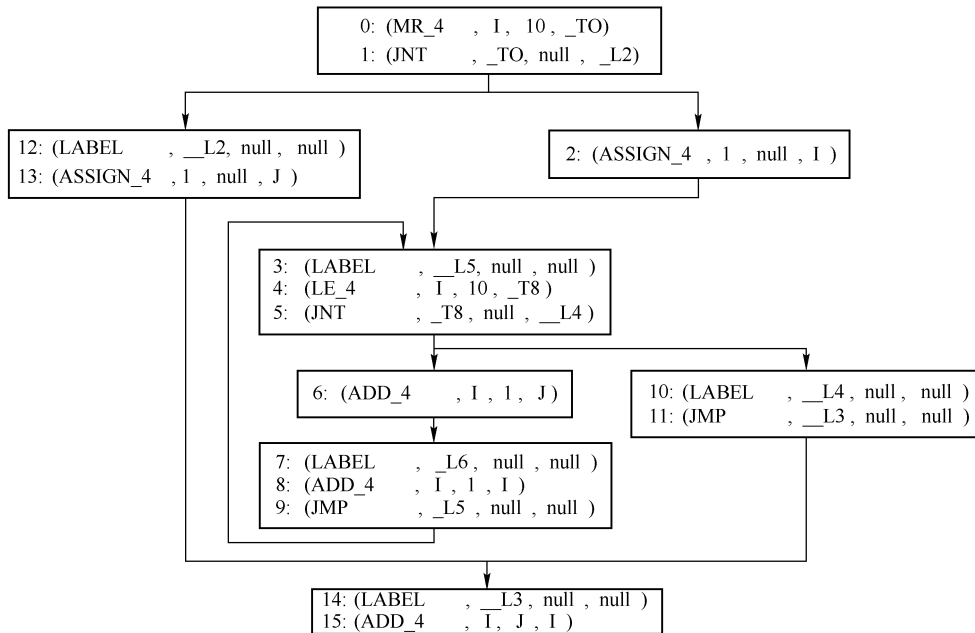 0: (MR_4 , I, 10, _TO)
1: (JNT , _TO, null , _L2)
12: (LABEL , __L2, null, null )
13: (ASSIGN_4 , 1 , null , J )
2: (ASSIGN_4 , 1 , null , I )
3: (LABEL , __L5, null , null )
4: (LE_4 , I , 10 , _T8 )
5: (JNT , _T8, null , __L4 )
6: (ADD_4 , I , 1 , J )
10: (LABEL , __L4 , null , null )
11: (JMP , __L3 , null , null )
7: (LABEL , _L6 , null , null )
8: (ADD_4 , I , 1 , I )
9: (JMP , _L5 , null , null )
14: (LABEL , __L3 , null , null )
15: (ADD_4 , I , J , I )